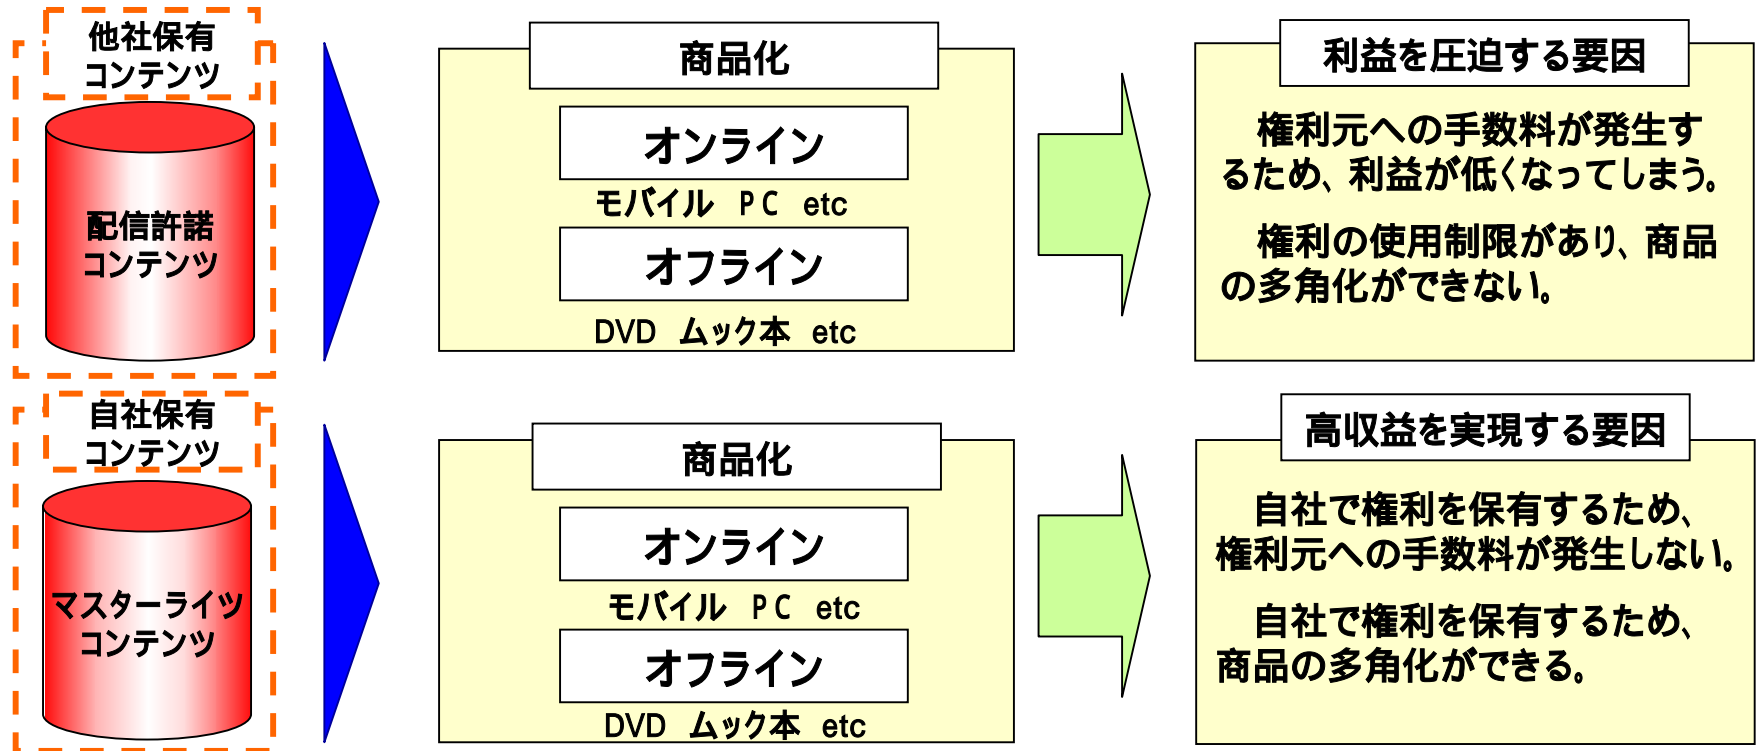 他社保有
コンテンツ
配信許諾
コンテンツ
商品化
オンライン
モバイル PC etc
オフライン
DVD ムック本 etc
利益を圧迫する要因
権利元への手数料が発生す
るため、利益が低くなってしまう。
権利の使用制限があり、商品
の多角化ができない。
自社保有
コンテンツ
マスターライツ
コンテンツ
商品化
オンライン
モバイル PC etc
オフライン
DVD ムック本 etc
高収益を実現する要因
自社で権利を保有するため、
権利元への手数料が発生しない。
自社で権利を保有するため、
商品の多角化ができる。